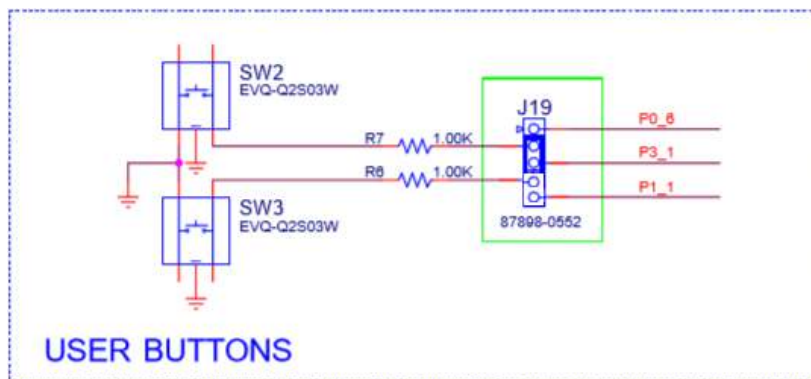 SW2
EVQ-Q2S03W
R7 1.00K
R6 1.00K
J19
P0_6
P3_1
P1_1
87898-0552
SW3
EVQ-Q2S03W
USER BUTTONS